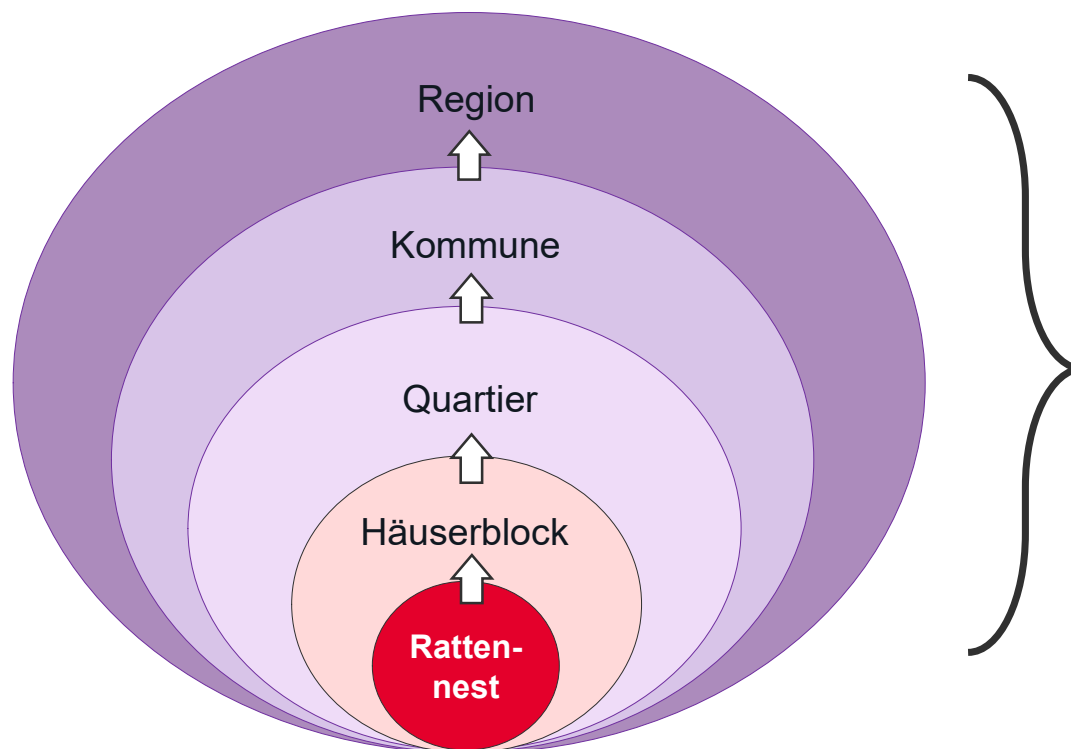 Region
Kommune
Quartier
Häuserblock
Ratten-
nest